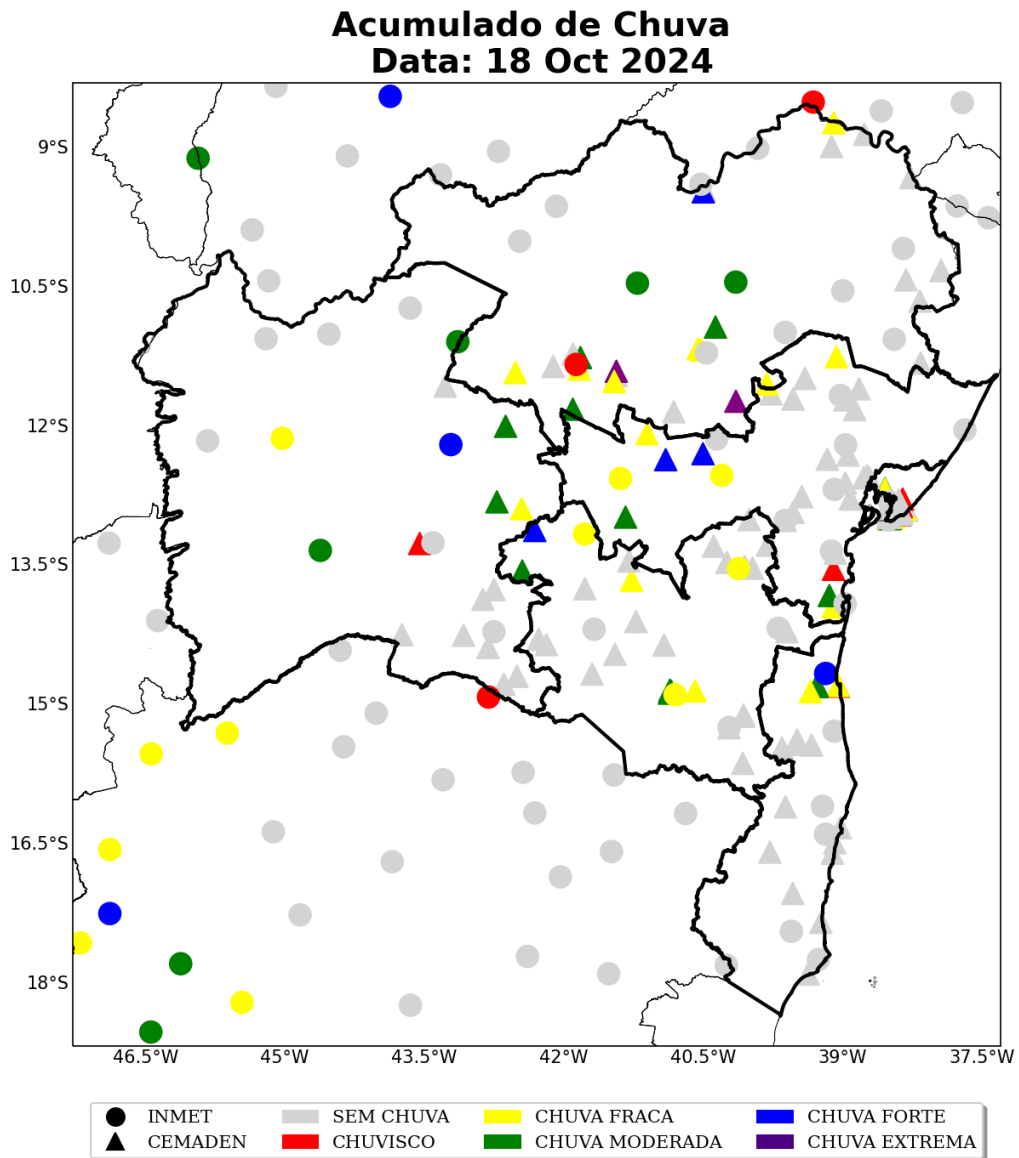 Acumulado de Chuva
Data: 18 Oct 2024
9°S
10.5°S
12°S
13.5°S
15°S
16.5°S
18°S
46.5°W 45°W 43.5°W 42°W 40.5°W 39°W 37.5°W
INMET SEM CHUVA CHUVA FRACA CHUVA FORTE
CEMADEN CHUVISCO CHUVA MODERADA CHUVA EXTREMA